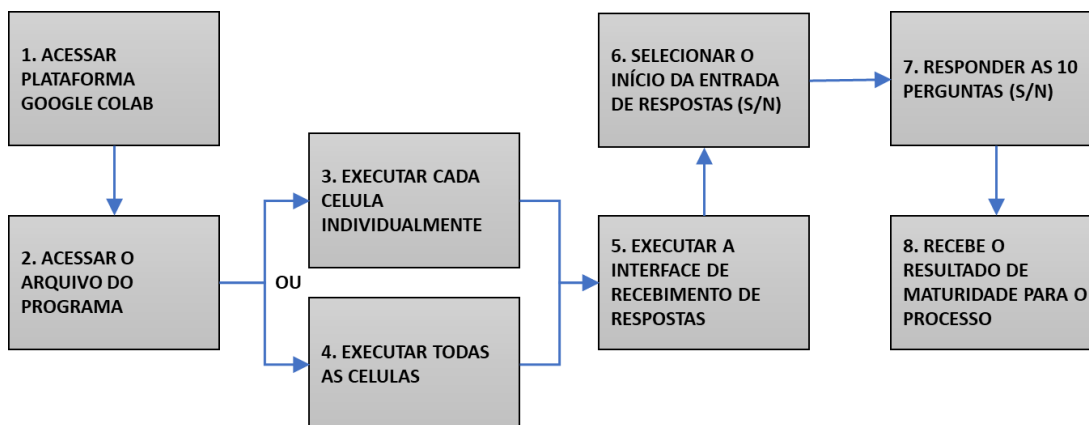 1. ACESSAR
PLATAFORMA
GOOGLE COLAB
2. ACESSAR O
ARQUIVO DO
PROGRAMA
OU
3. EXECUTAR CADA
CELULA
INDIVIDUALMENTE
4. EXECUTAR TODAS
AS CELULAS
5. EXECUTAR A
INTERFACE DE
RECEBIMENTO DE
RESPOSTAS
6. SELECIONAR O
INÍCIO DA ENTRADA
DE RESPOSTAS (S/N)
7. RESPONDER AS 10
PERGUNTAS (S/N)
8. RECEBE O
RESULTADO DE
MATURIDADE PARA O
PROCESSO